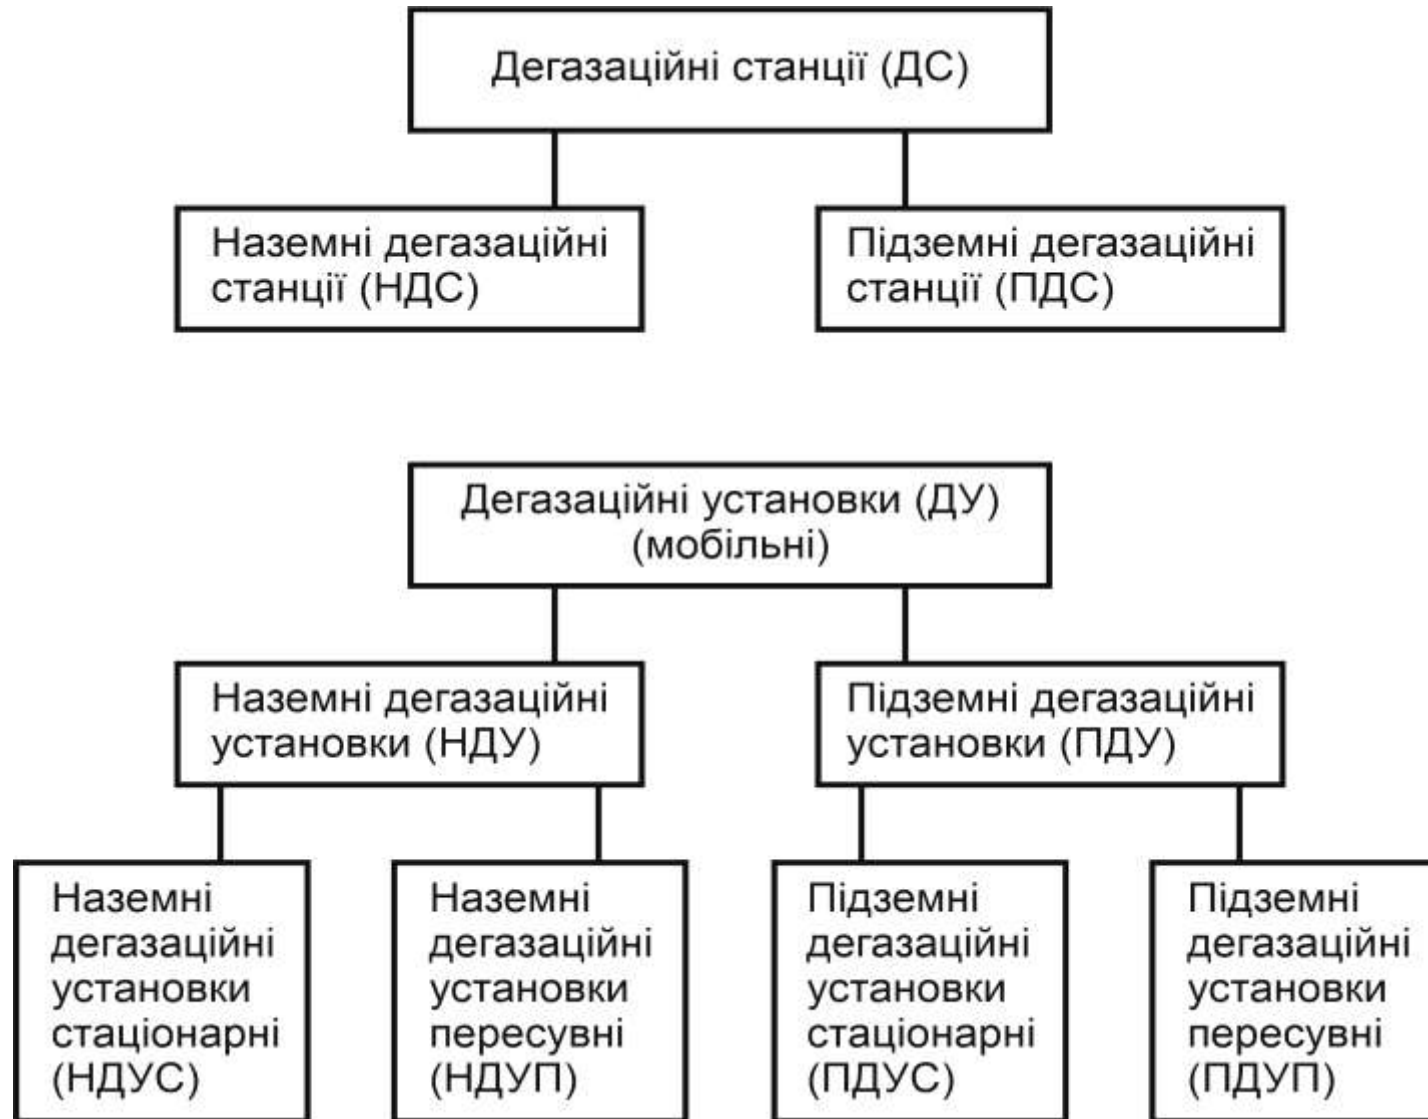 Дегазаційні станції (ДС)
Наземні дегазаційні
станції (НДС)
Підземні дегазаційні
станції (ПДС)
Дегазаційні установки (ДУ)
(мобільні)
Наземні дегазаційні
установки (НДУ)
Підземні дегазаційні
установки (ПДУ)
Наземні
дегазаційні
установки
стаціонарні
(НДУС)
Наземні
дегазаційні
установки
пересувні
(НДУП)
Підземні
дегазаційні
установки
стаціонарні
(ПДУС)
Підземні
дегазаційні
установки
пересувні
(ПДУП)